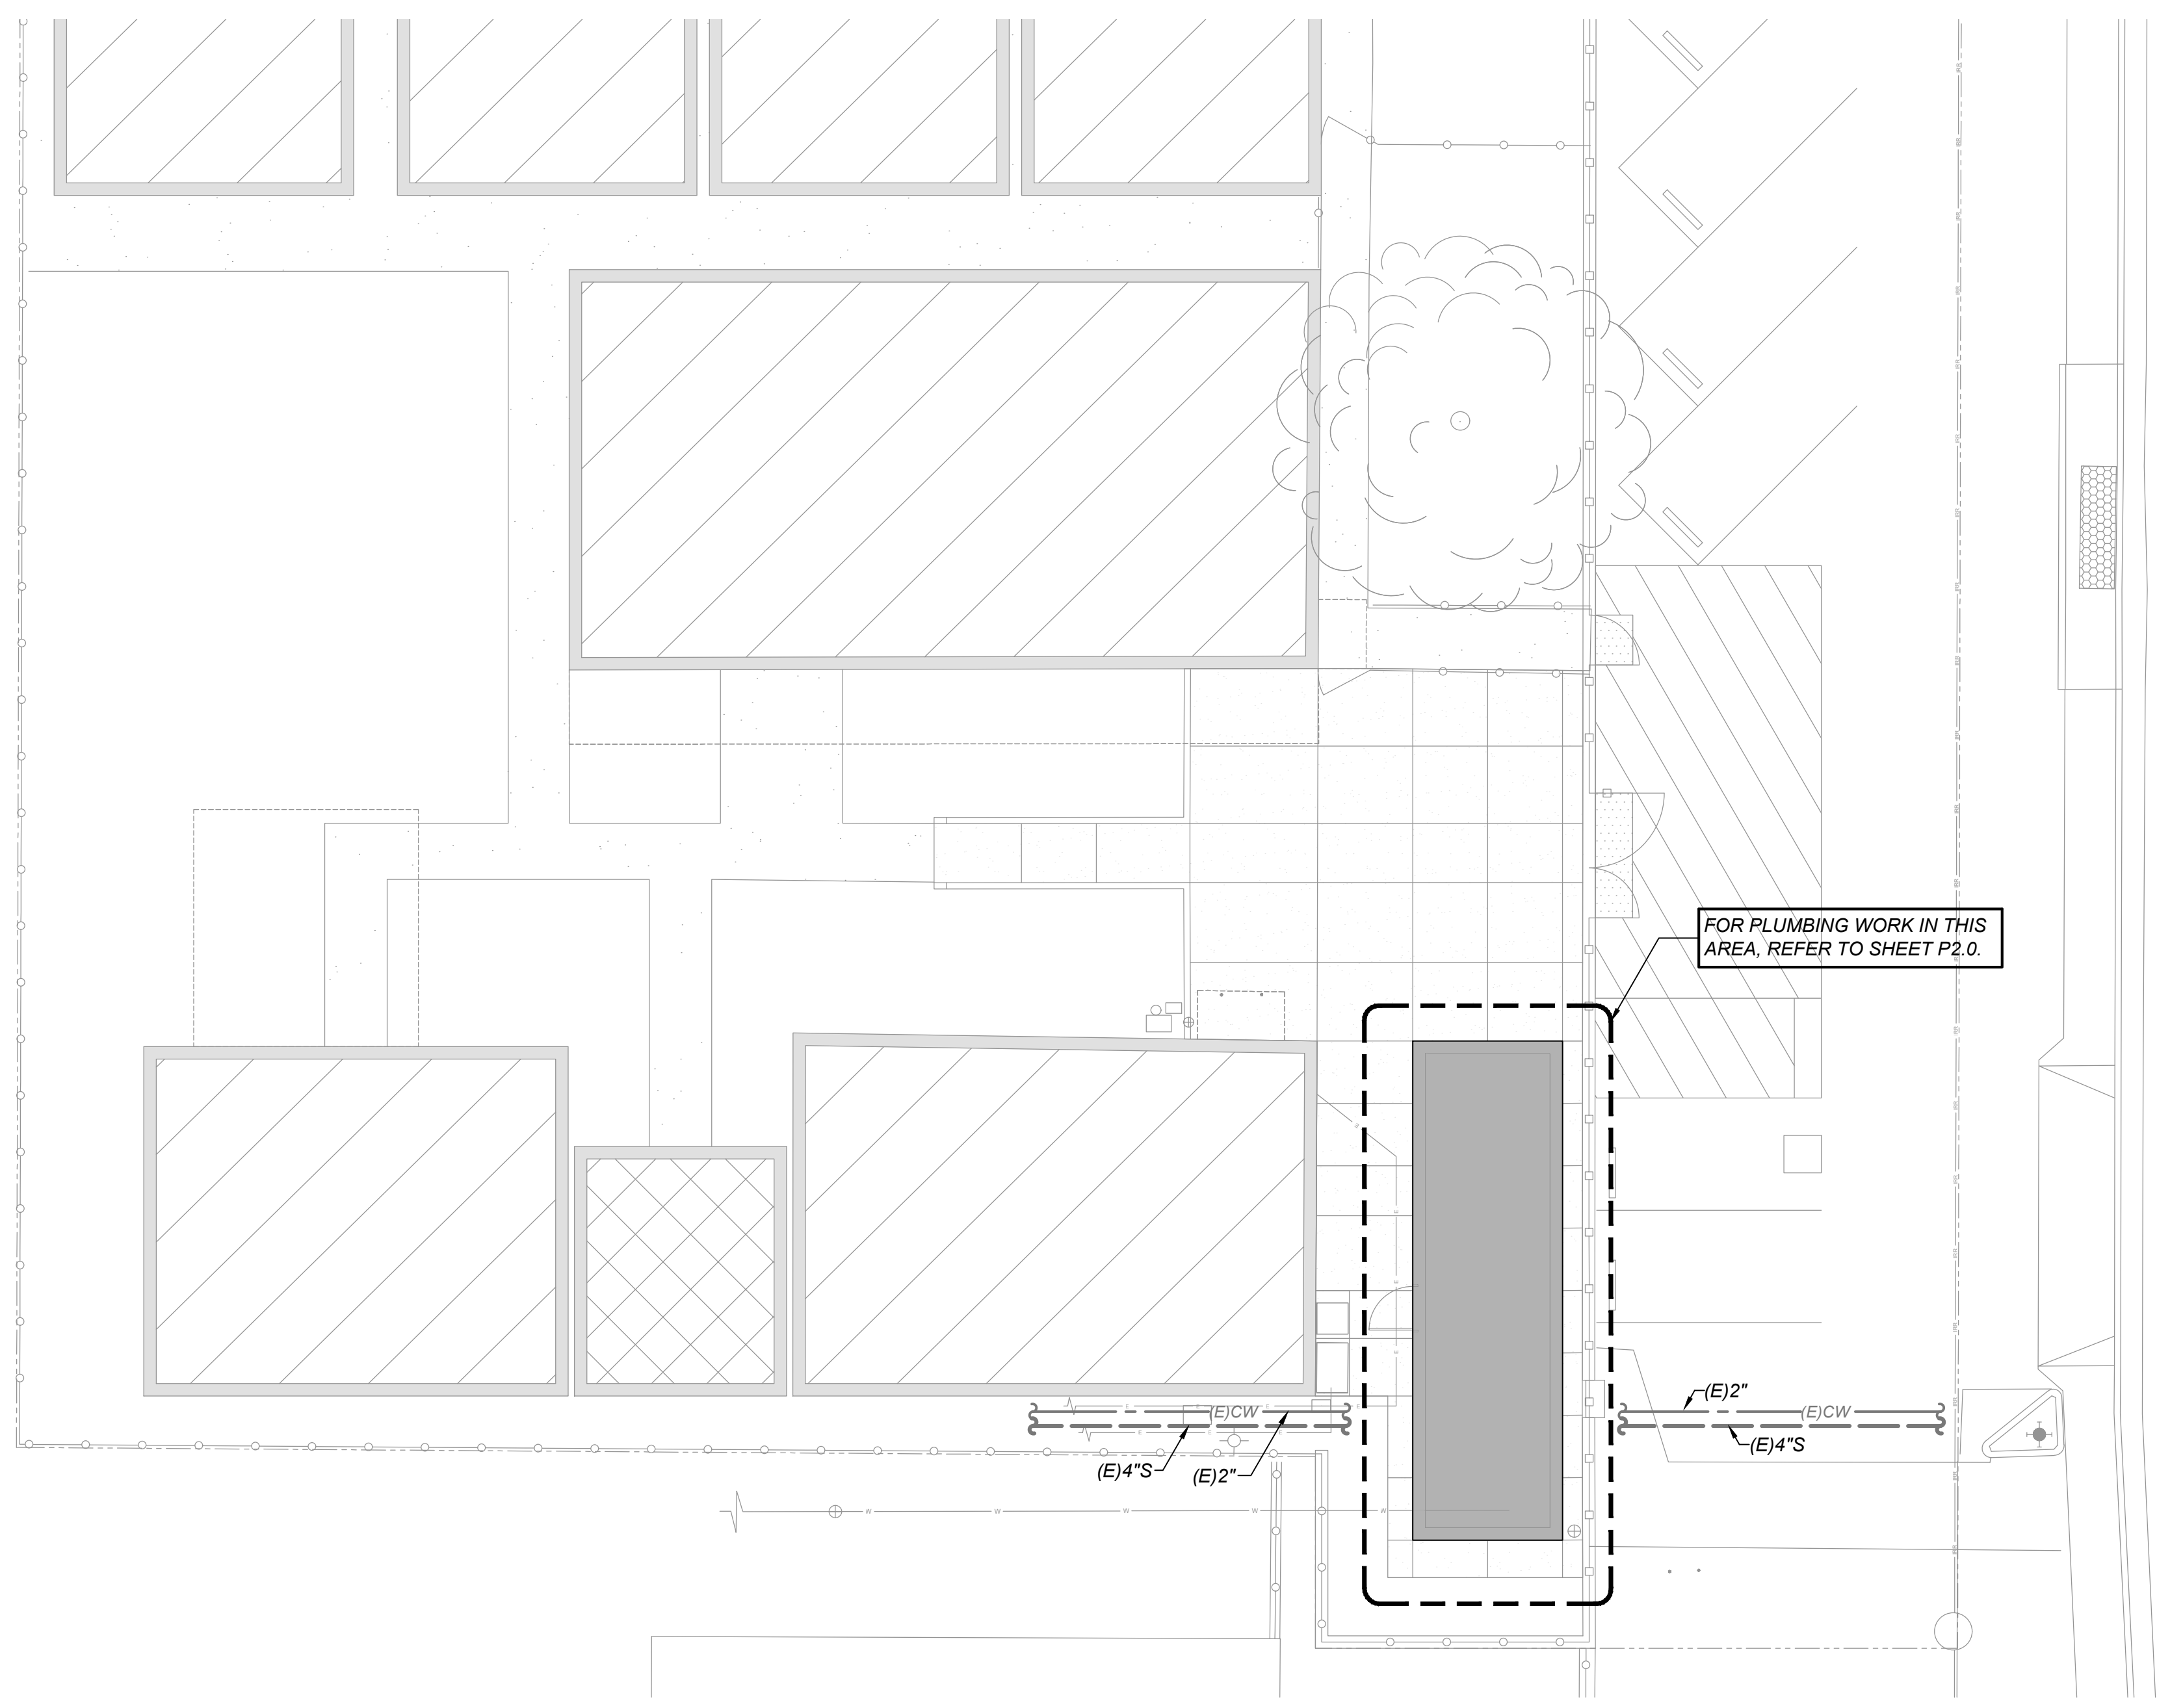 FOR PLUMBING WORK IN THIS
AREA, REFER TO SHEET P2.0.
(E)2"
(E)CW
(E)CW
(E)4"S
(E)4"S
(E)2"
W
W
W
W
W